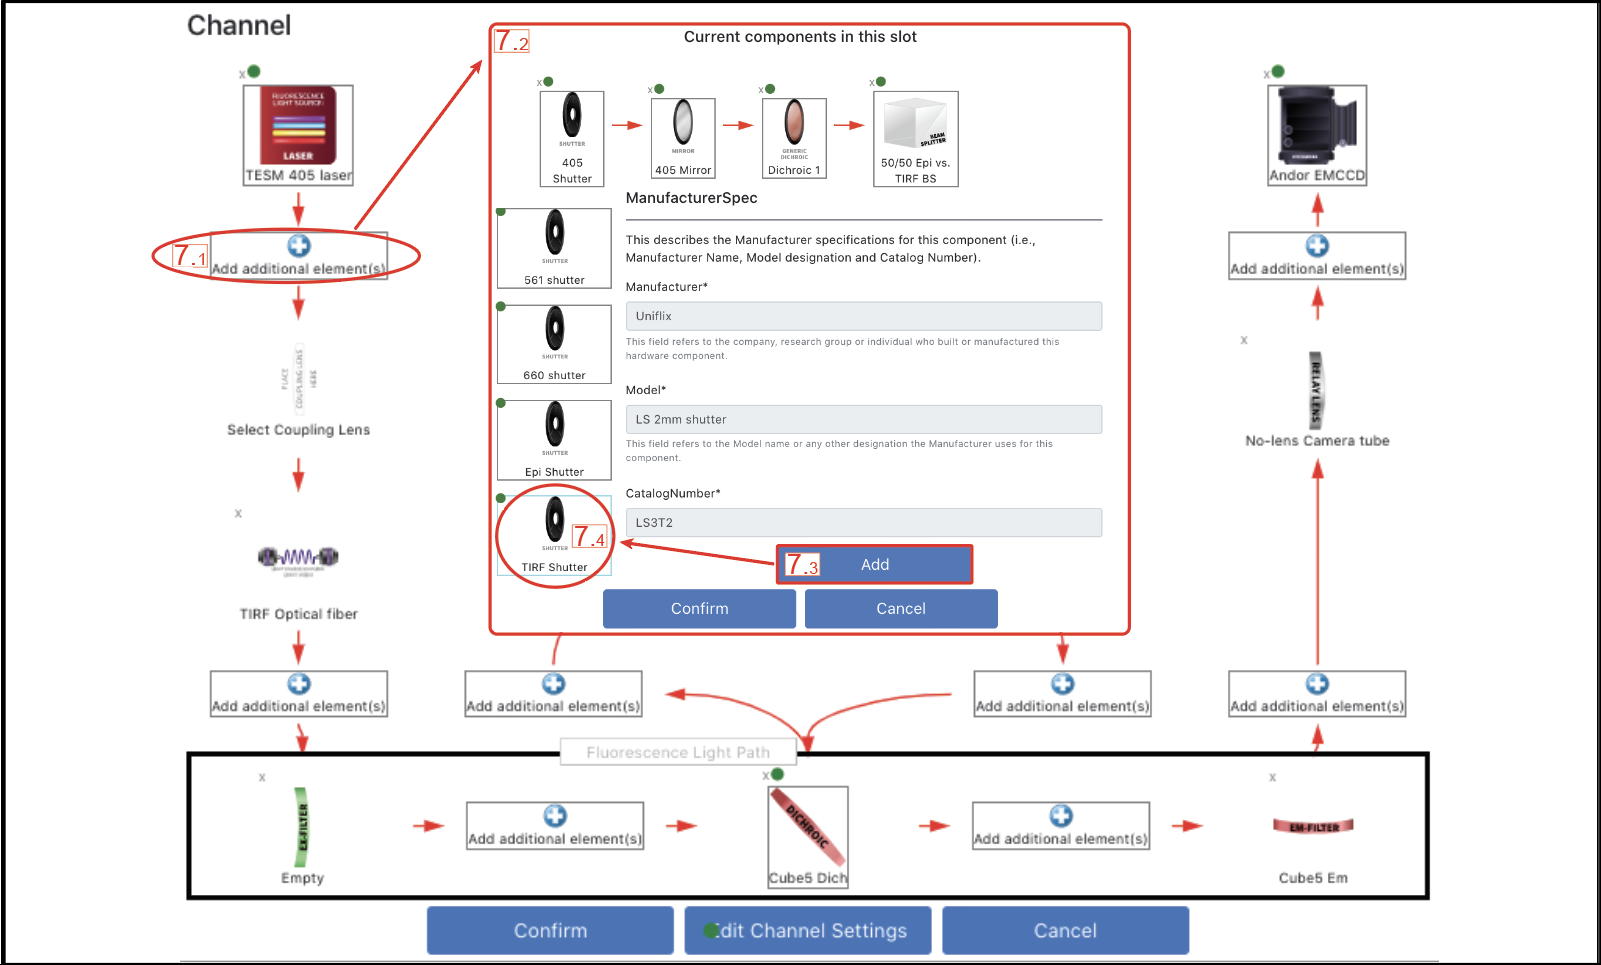 Channel
x
FLUORESCENCE
LIGHT SOURCE:
LASER
TESM 405 laser
7.1
Add additional element(s)
PLACE
COUPLING LENS
HERE
Select Coupling Lens
x
TIRF Optical fiber
Add additional element(s)
7.2
Current components in this slot
x
SHUTTER
405
Shutter
x
MIRROR
405 Mirror
x
GENERIC
DICHROIC
Dichroic 1
x
BEAM
SPLITTER
50/50 Epi vs.
TIRF BS
561 shutter
SHUTTER
660 shutter
SHUTTER
Epi Shutter
SHUTTER
7.4
TIRF Shutter
ManufacturerSpec
This describes the Manufacturer specifications for this component (i.e.,
Manufacturer Name, Model designation and Catalog Number).
Manufacturer*
Uniflix
This field refers to the company, research group or individual who built or manufactured this
hardware component.
Model*
LS 2mm shutter
This field refers to the Model name or any other designation the Manufacturer uses for this
component.
CatalogNumber*
LS3T2
7.3
Add
Confirm
Cancel
Add additional element(s)
Add additional element(s)
x
Andor EMCCD
Add additional element(s)
x
RELAY LENS
No-lens Camera tube
Add additional element(s)
Fluorescence Light Path
x
EX-FILTER
Empty
Add additional element(s)
x
DICHROIC
Cube5 Dich
Add additional element(s)
x
EM-FILTER
Cube5 Em
Confirm
dit Channel Settings
Cancel